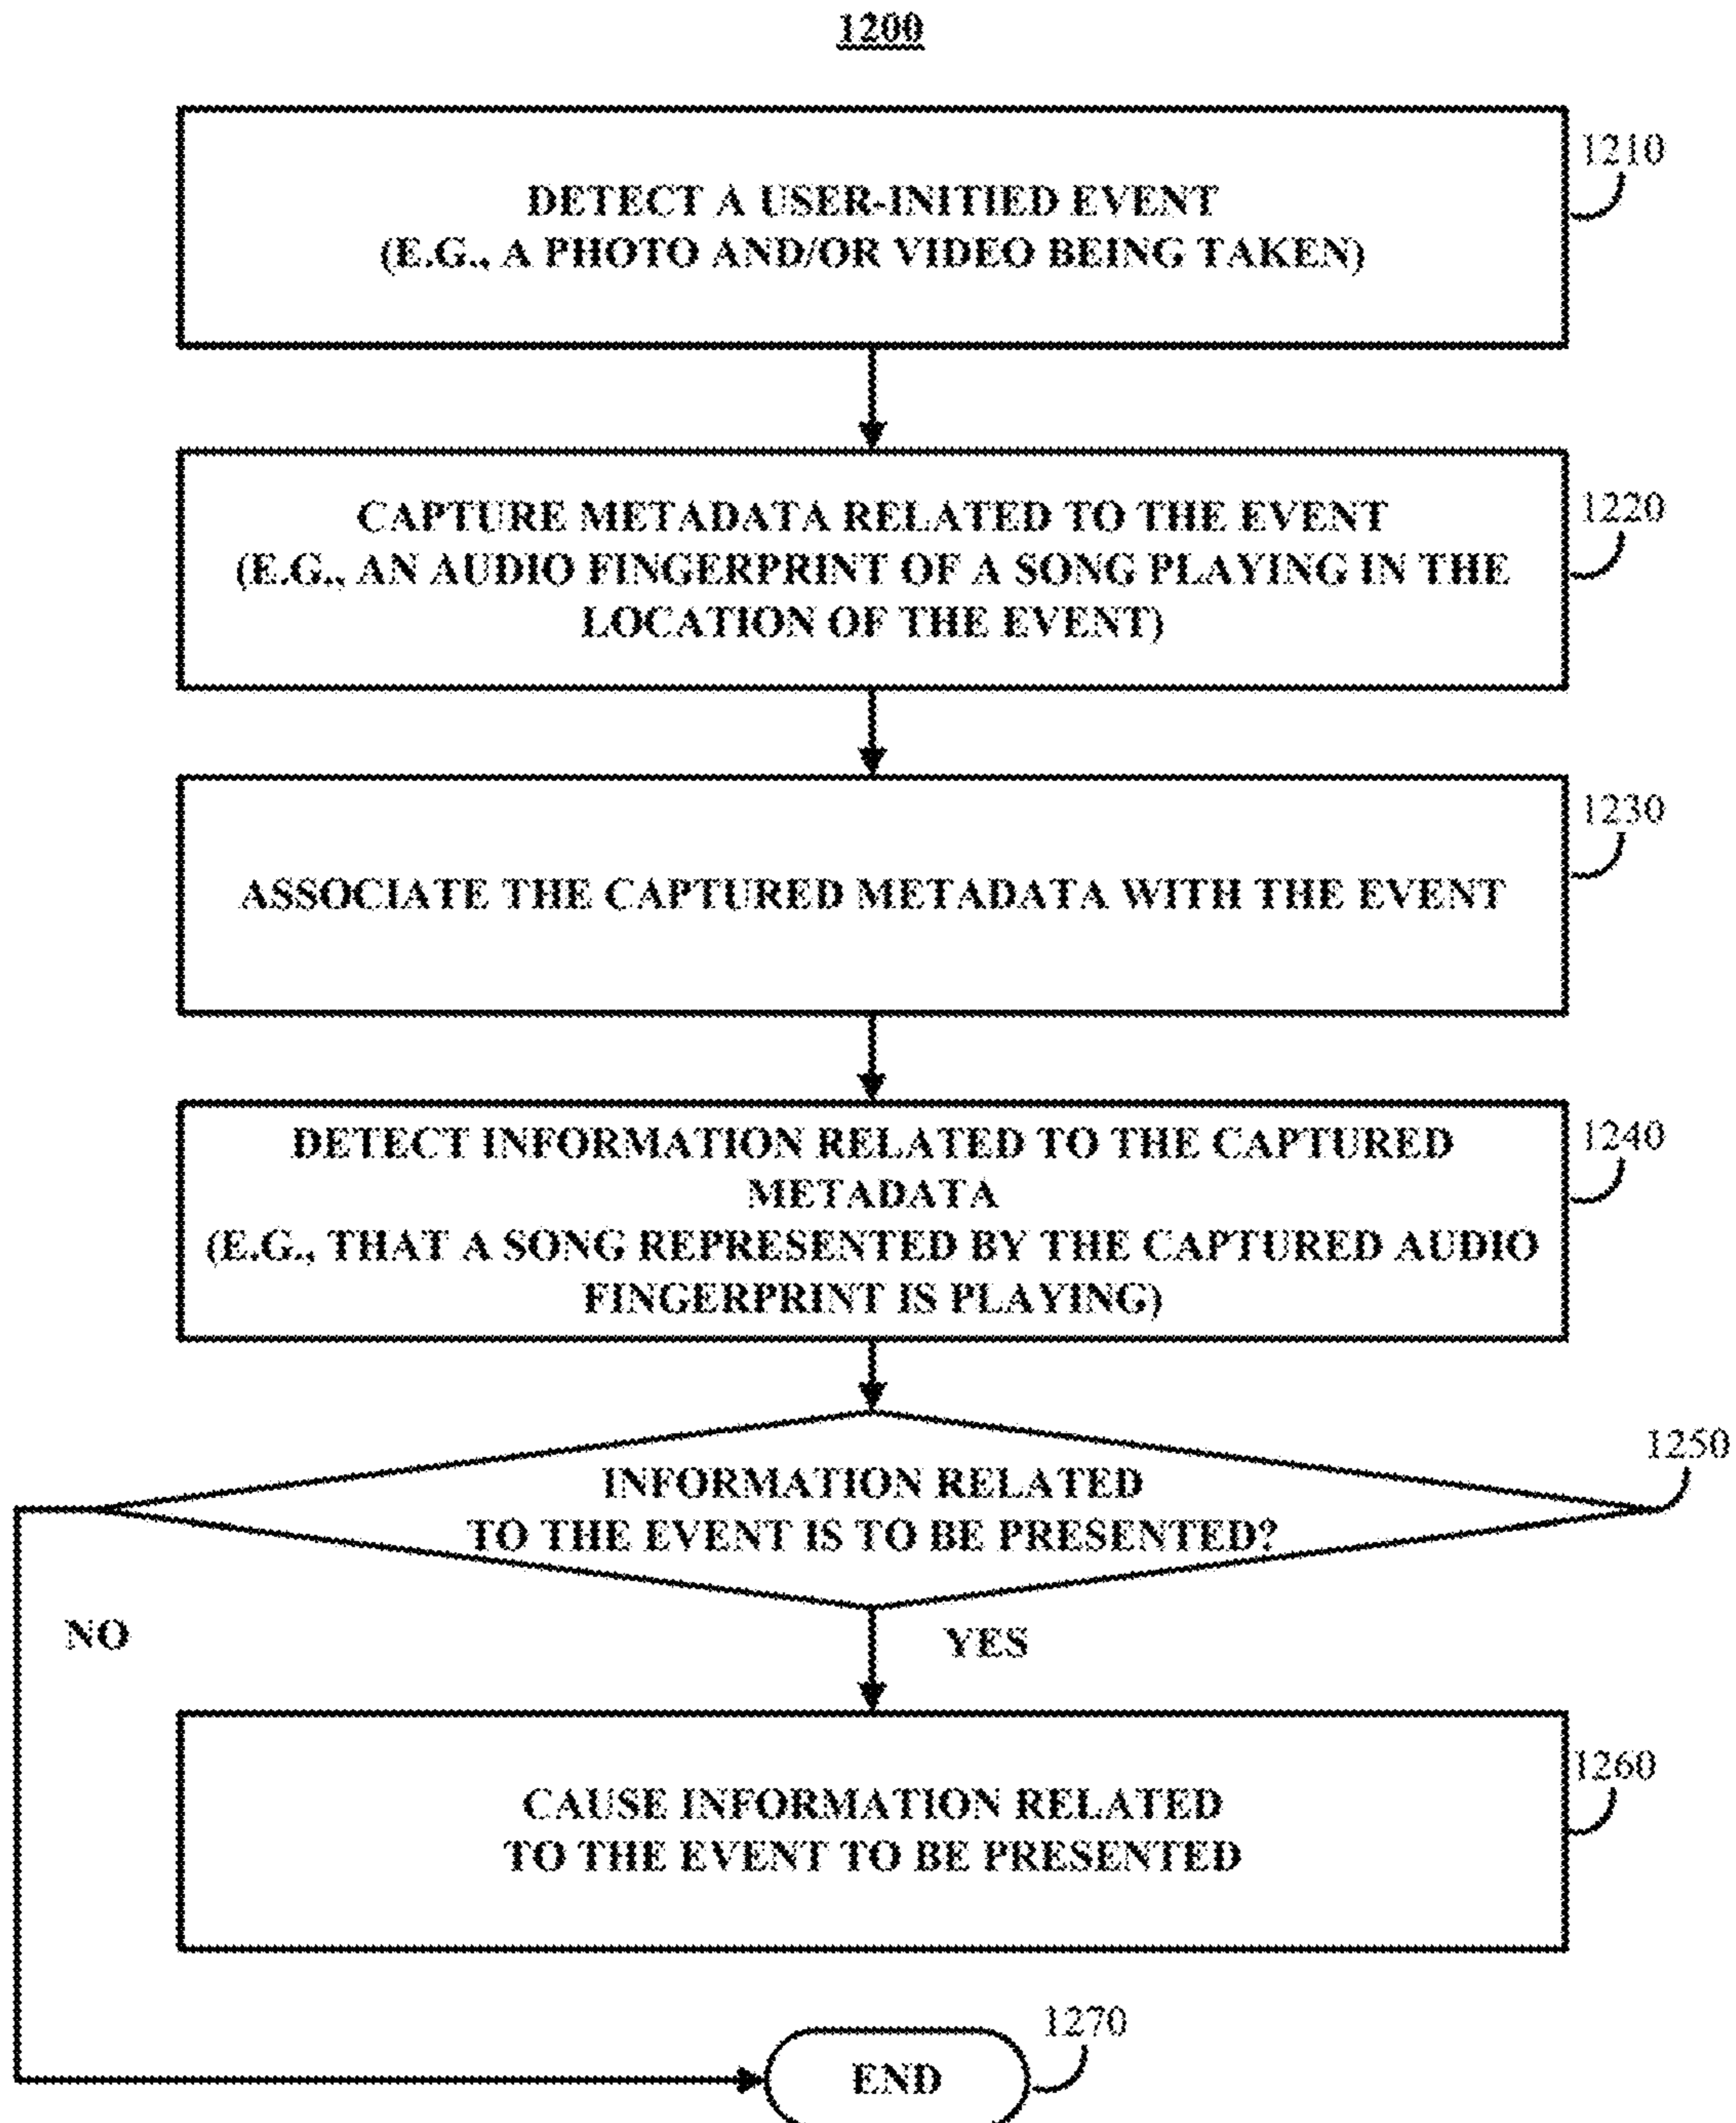 1200
DETECT A USER-INITIED EVENT
(E.G., A PHOTO AND/OR VIDEO BEING TAKEN)
1210
CAPTURE METADATA RELATED TO THE EVENT
(E.G., AN AUDIO FINGERPRINT OF A SONG PLAYING IN THE
LOCATION OF THE EVENT)
1220
ASSOCIATE THE CAPTURED METADATA WITH THE EVENT
1230
DETECT INFORMATION RELATED TO THE CAPTURED
METADATA
(E.G., THAT A SONG REPRESENTED BY THE CAPTURED AUDIO
FINGERPRINT IS PLAYING)
1240
INFORMATION RELATED
TO THE EVENT IS TO BE PRESENTED?
1250
NO
YES
CAUSE INFORMATION RELATED
TO THE EVENT TO BE PRESENTED
1260
END
1270